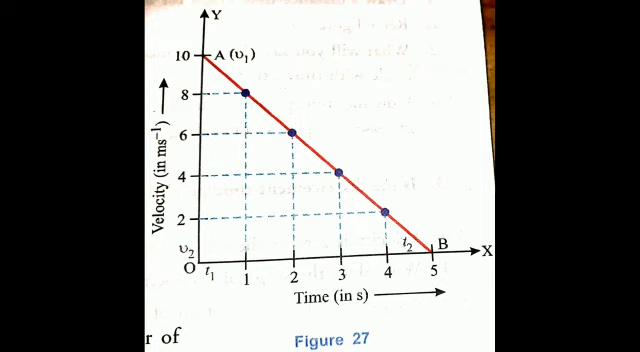 Y
10 A (υ₁)
8
6
4
2
Velocity (in ms⁻¹)
υ₂
t₂ B
X
O t₁ 1 2 3 4 5
Time (in s)
r of
Figure 27